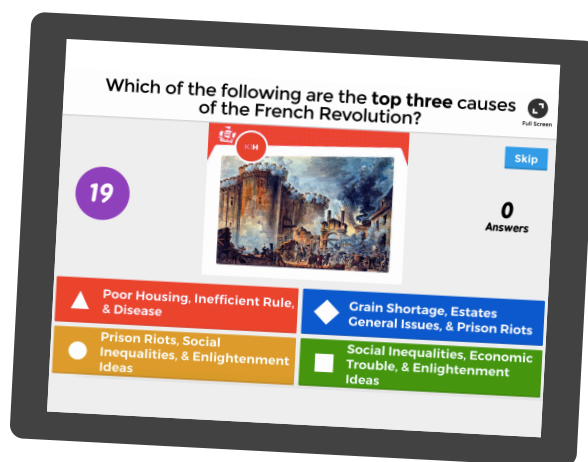 Which of the following are the top three causes
of the French Revolution?
Full Screen
K!H
Skip
19
0
Answers
Poor Housing, Inefficient Rule,
& Disease
Grain Shortage, Estates
General Issues, & Prison Riots
Prison Riots, Social
Inequalities, & Enlightenment
Ideas
Social Inequalities, Economic
Trouble, & Enlightenment
Ideas